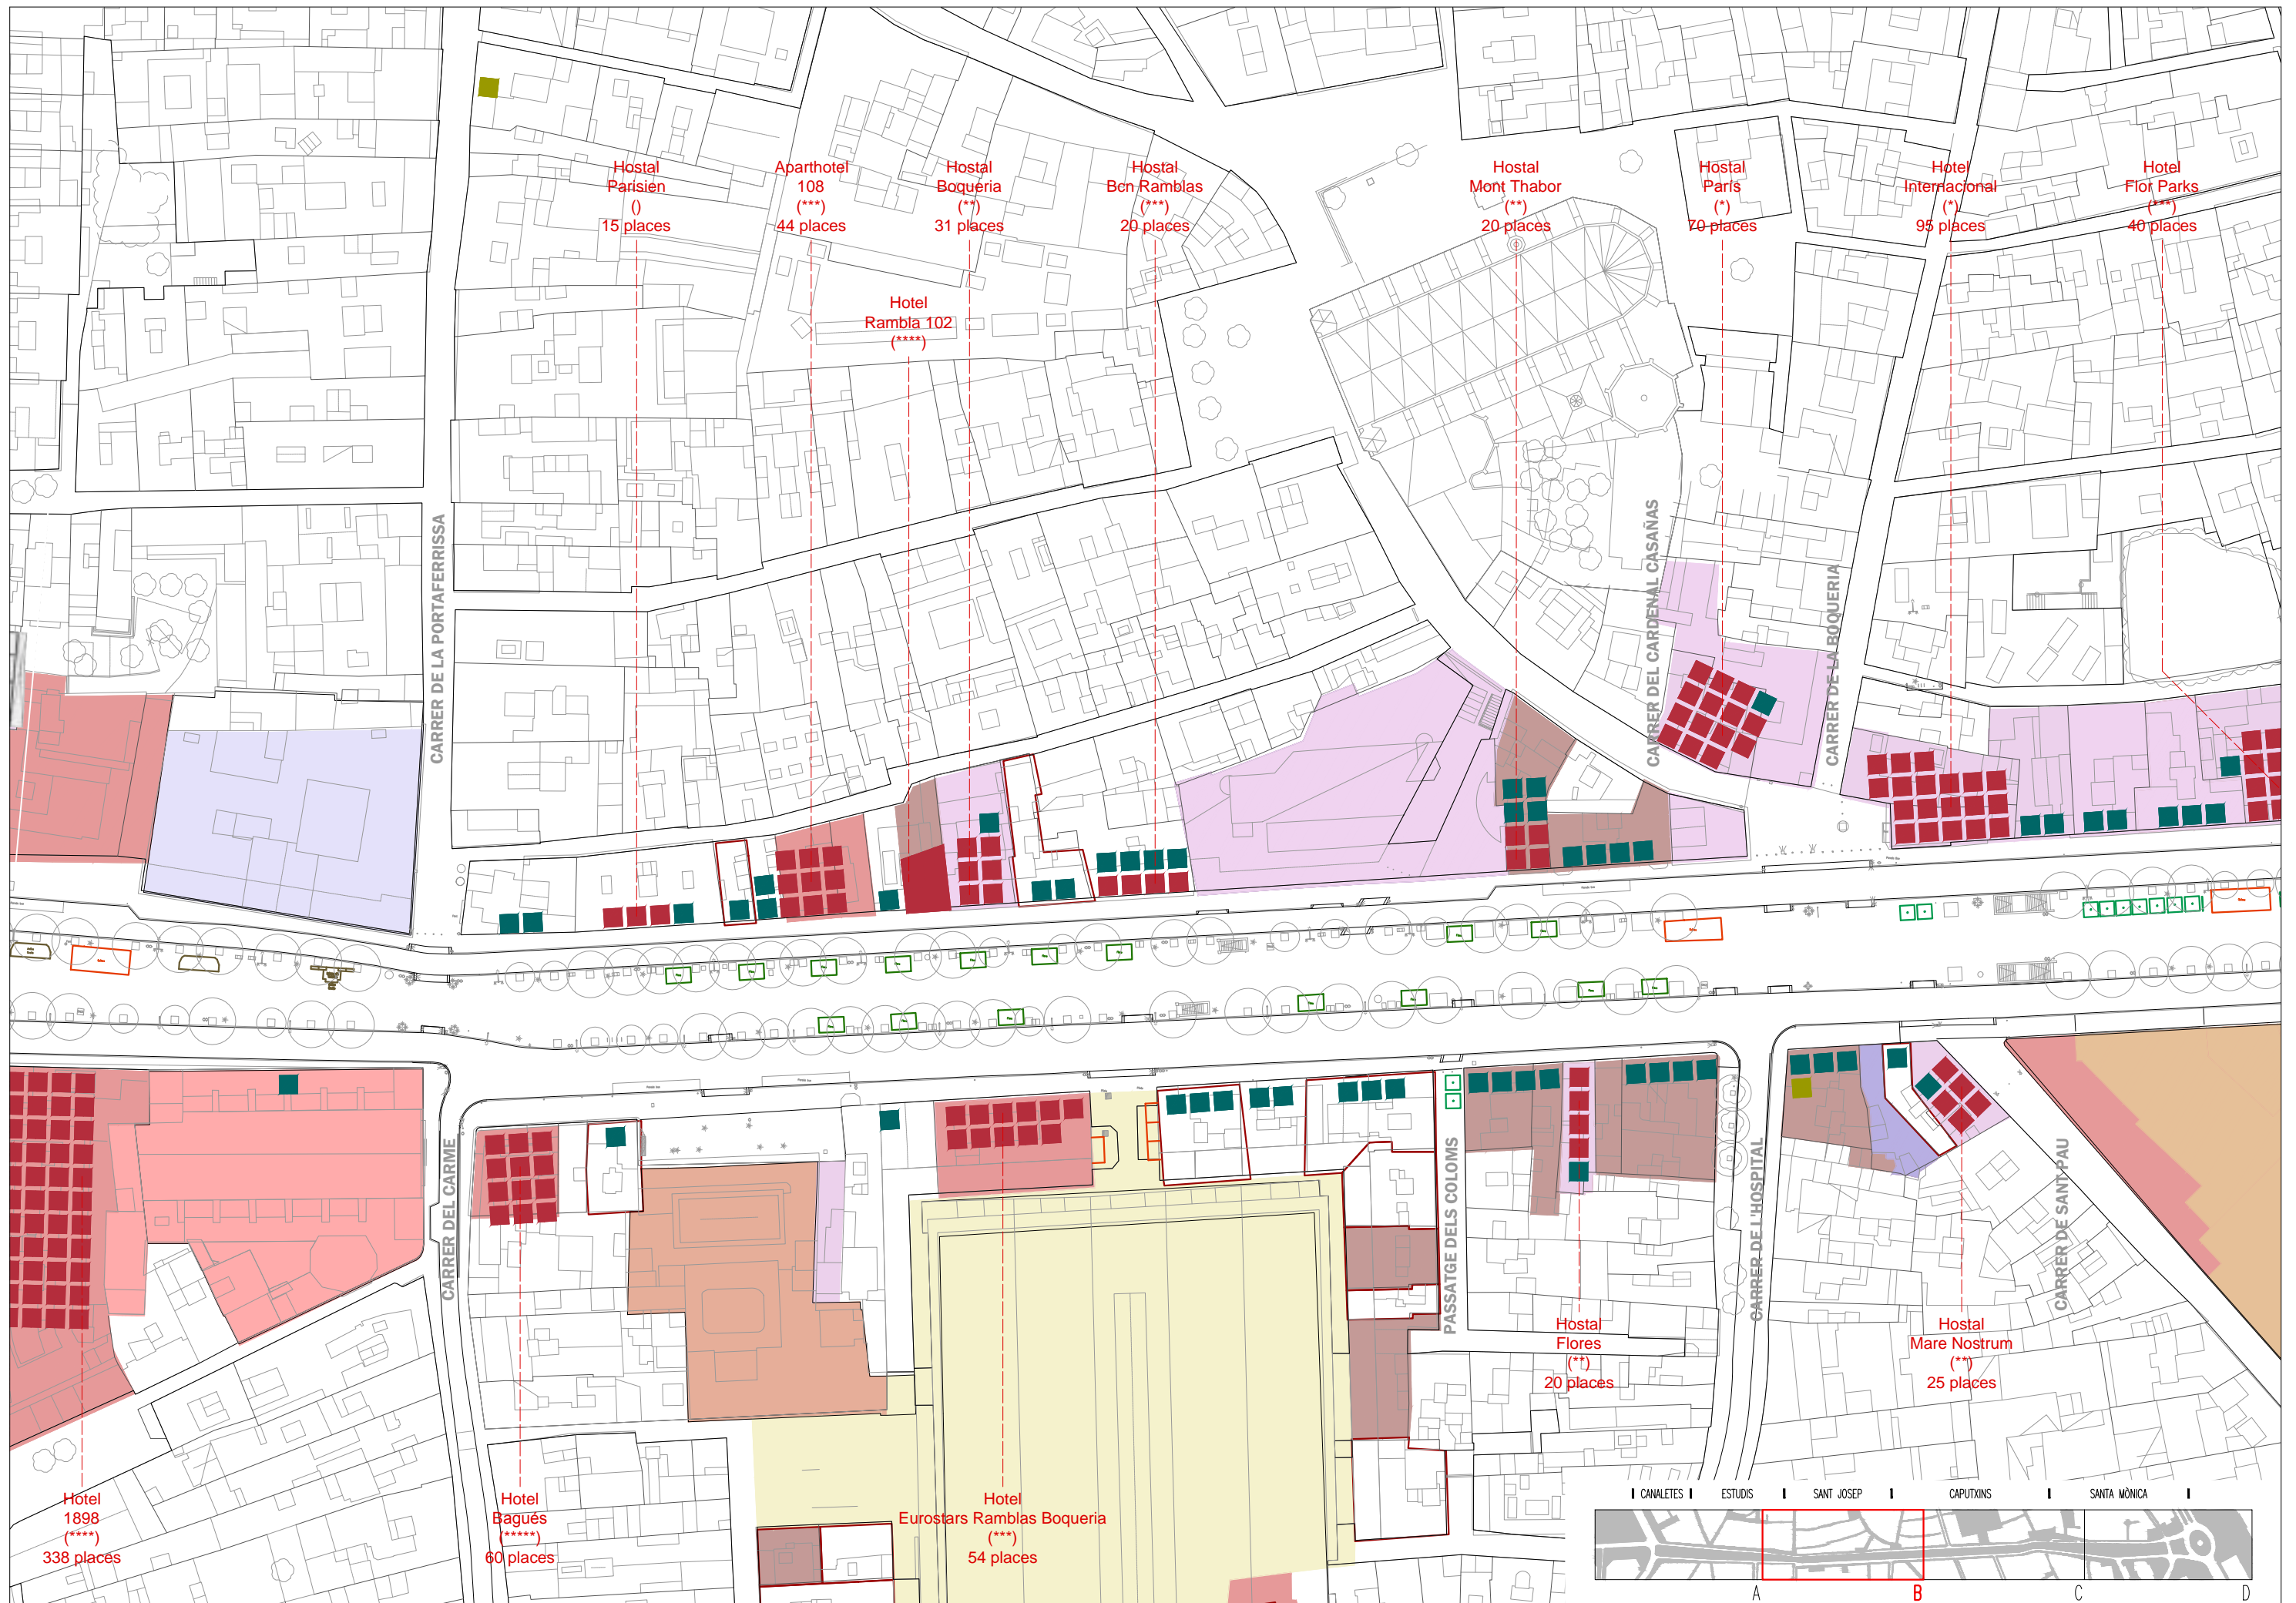 Hostal
Parisien
()
15 places
Aparthotel
108
(***)
44 places
Hostal
Boqueria
(**)
31 places
Hostal
Bcn Ramblas
(***)
20 places
Hostal
Mont Thabor
(**)
20 places
Hostal
París
(*)
70 places
Hotel
Internacional
(*)
95 places
Hotel
Flor Parks
(***)
40 places
Hotel
Rambla 102
(****)
CARRER DE LA PORTAFERRISSA
CARRER DEL CARDENAL CASAÑAS
CARRER DE LA BOQUERIA
CARRER DEL CARME
PASSATGE DELS COLOMS
CARRER DE L'HOSPITAL
CARRER DE SANT PAU
Hostal
Flores
(**)
20 places
Hostal
Mare Nostrum
(**)
25 places
Hotel
1898
(****)
338 places
Hotel
Bagués
(*****)
60 places
Hotel
Eurostars Ramblas Boqueria
(***)
54 places
CANALETES
ESTUDIS
SANT JOSEP
CAPUTXINS
SANTA MÒNICA
A
B
C
D